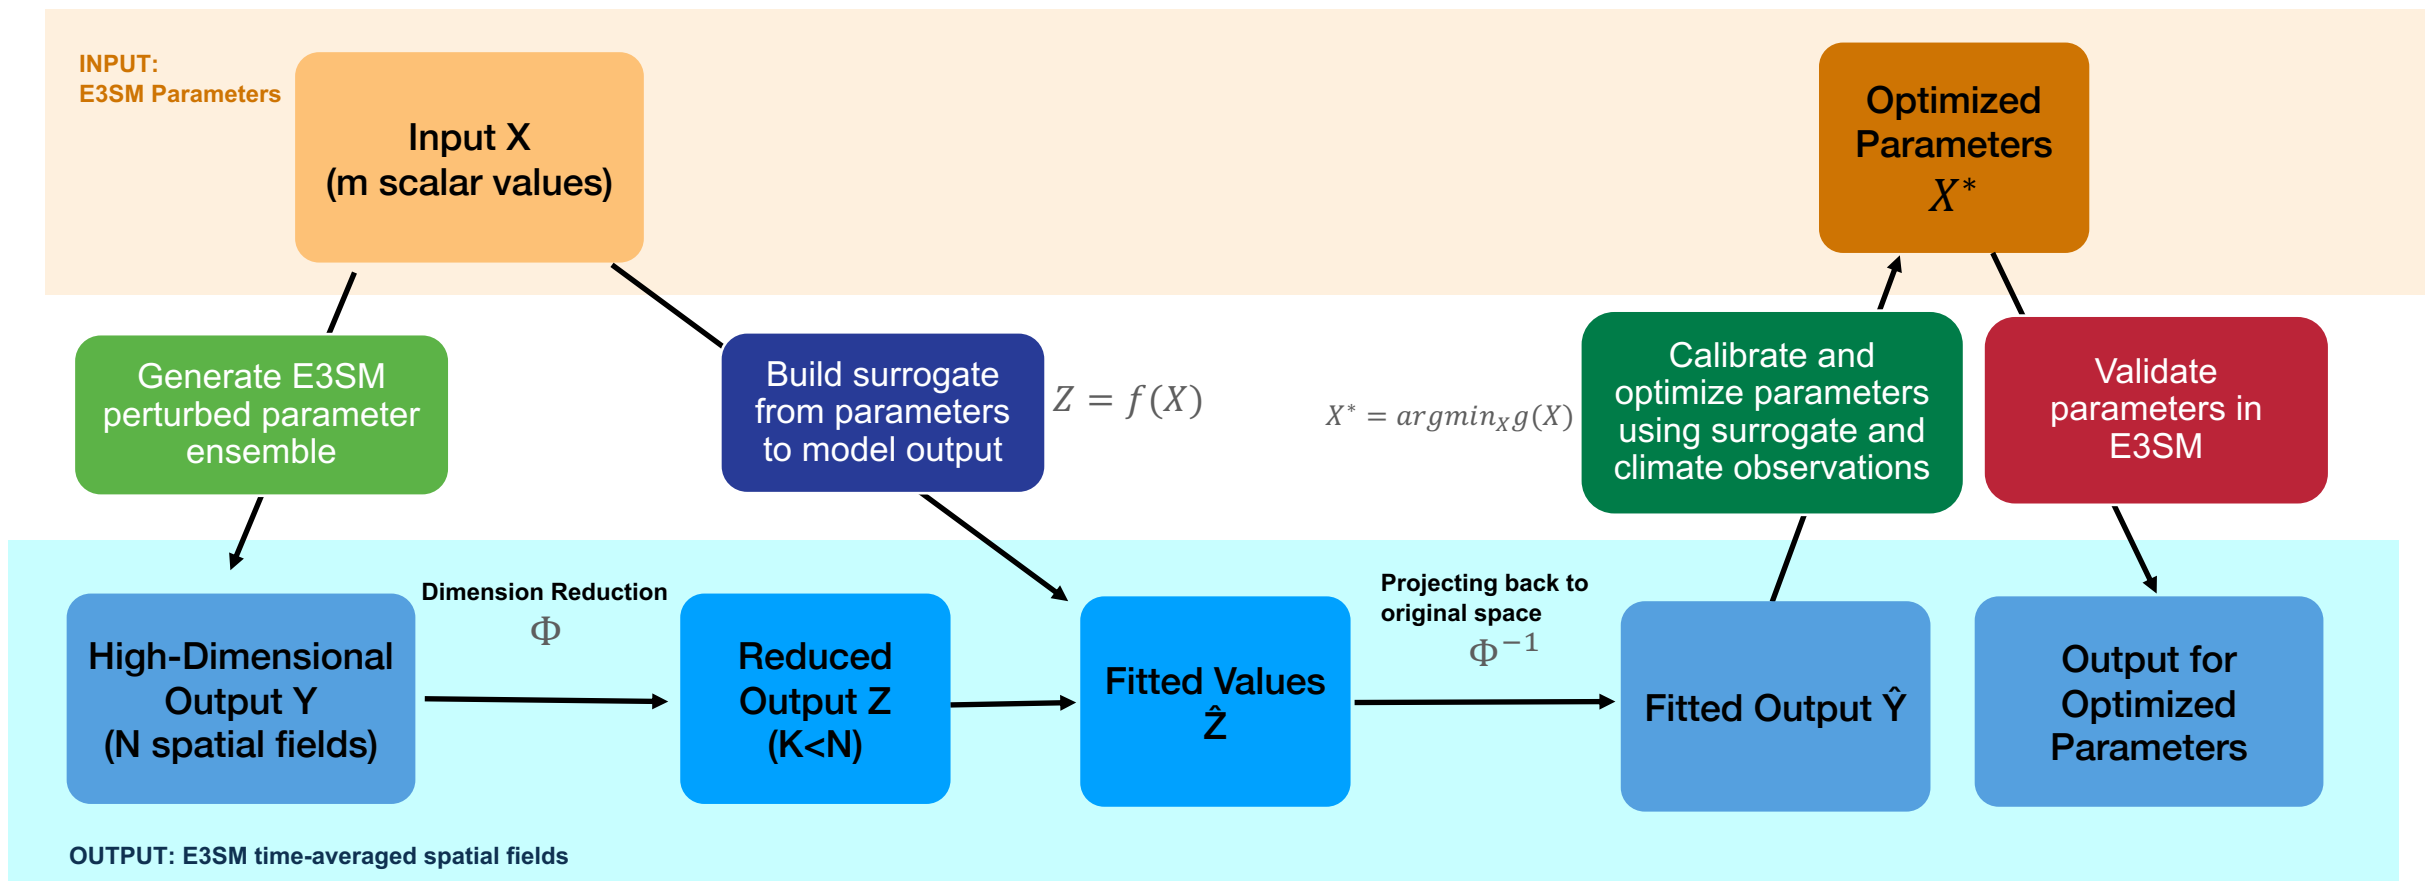 INPUT:
E3SM Parameters
Input X
(m scalar values)
Optimized
Parameters
X*
Generate E3SM
perturbed parameter
ensemble
Build surrogate
from parameters
to model output
Z = f(X)
X* = argmin_X g(X)
Calibrate and
optimize parameters
using surrogate and
climate observations
Validate
parameters in
E3SM
High-Dimensional
Output Y
(N spatial fields)
Dimension Reduction
Φ
Reduced
Output Z
(K<N)
Fitted Values
Ẑ
Projecting back to
original space
Φ⁻¹
Fitted Output Ŷ
Output for
Optimized
Parameters
OUTPUT: E3SM time-averaged spatial fields